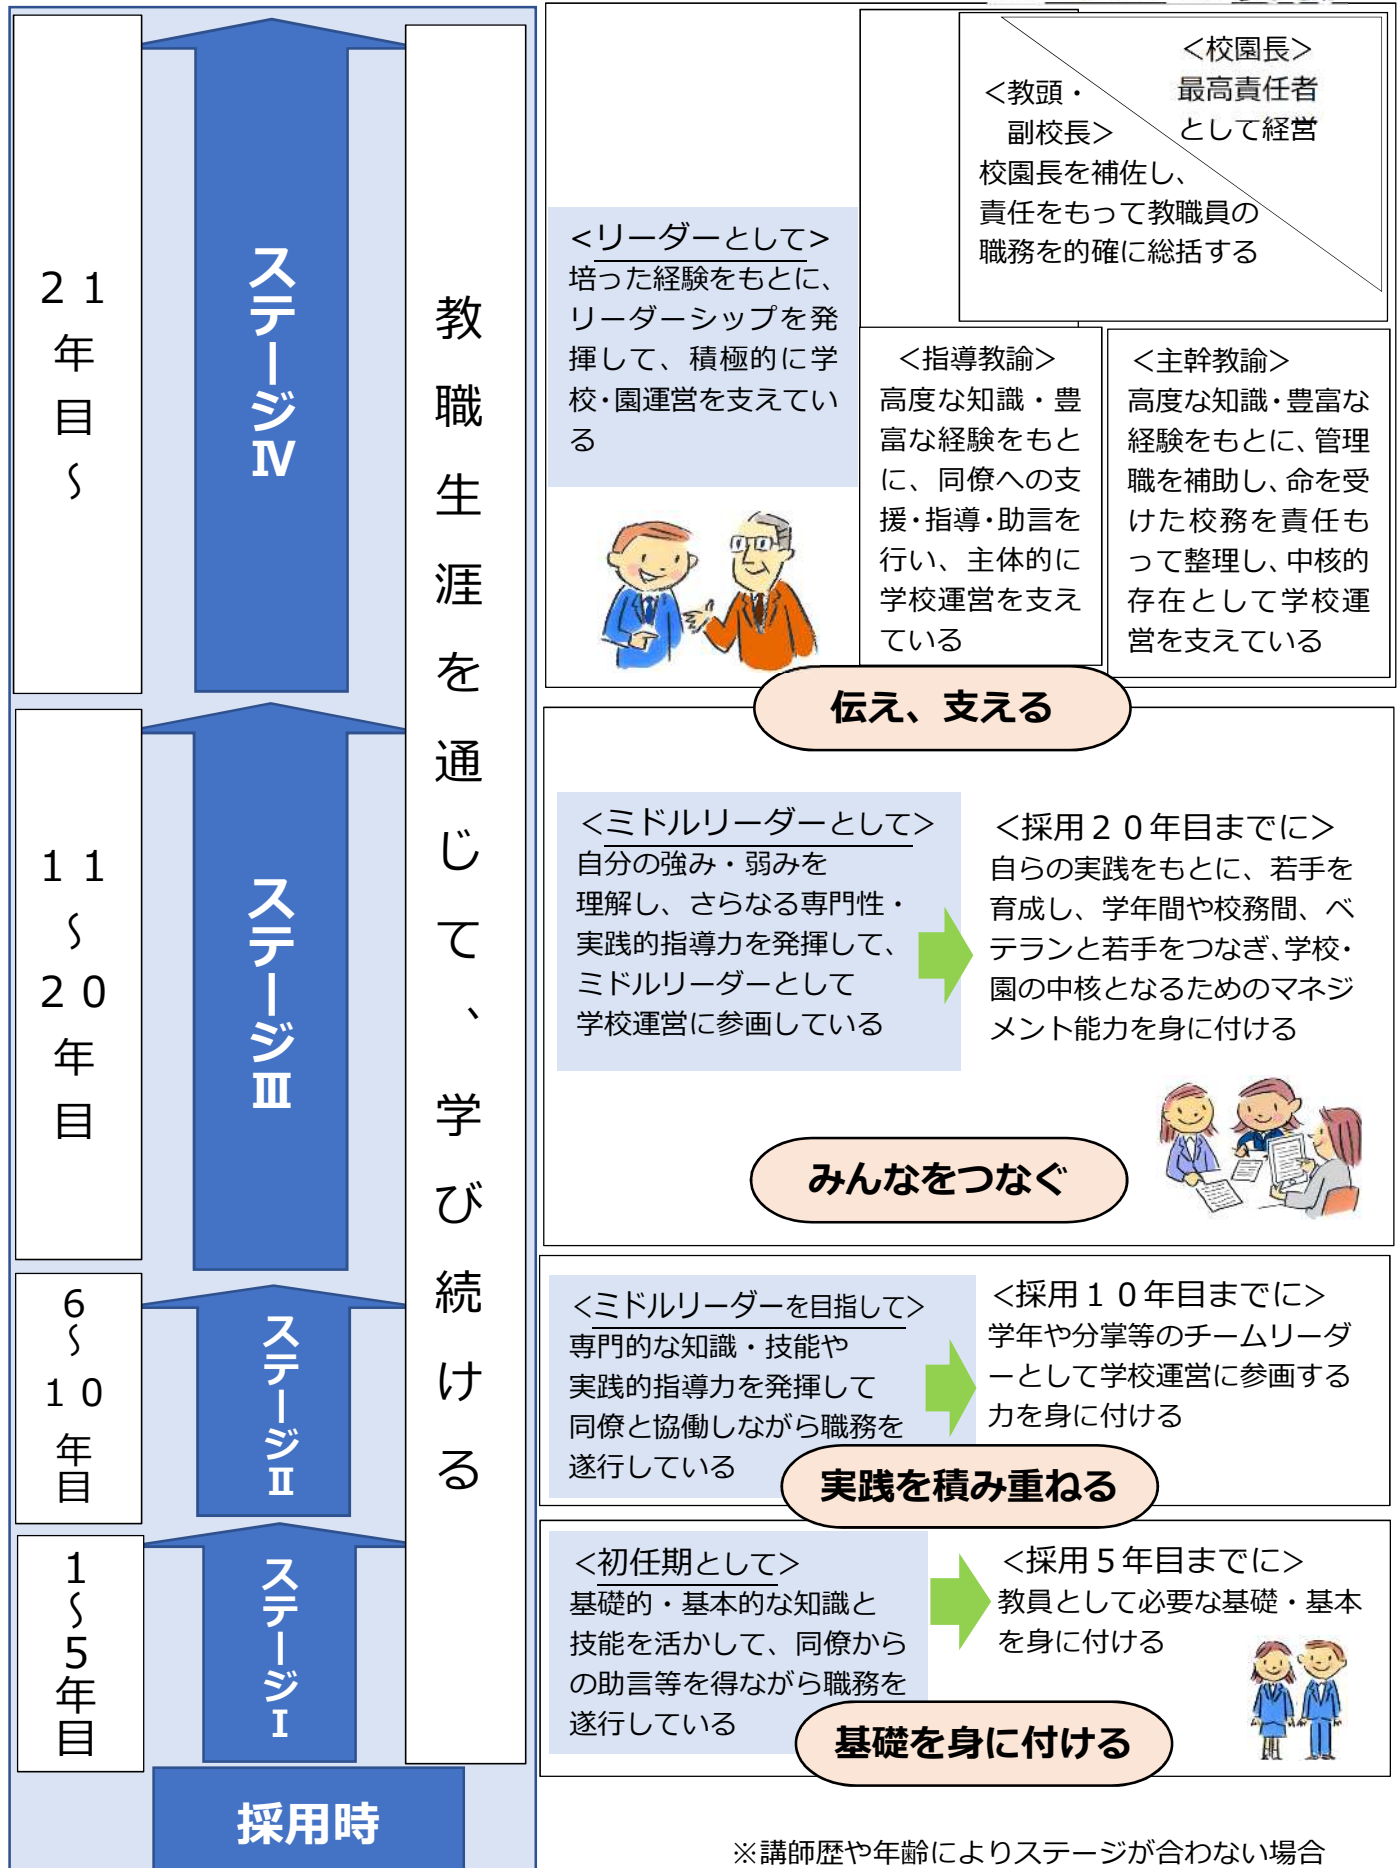 21
年
目
～
ステージⅣ
教職生涯を通じて、学び続ける
＜校園長＞
最高責任者
として経営
＜教頭・
副校長＞
校園長を補佐し、
責任をもって教職員の
職務を的確に総括する
<リーダーとして>
培った経験をもとに、
リーダーシップを発
揮して、積極的に学
校・園運営を支えてい
る
＜指導教諭＞
高度な知識・豊
富な経験をもと
に、同僚への支
援・指導・助言を
行い、主体的に
学校運営を支え
ている
＜主幹教諭＞
高度な知識・豊富な
経験をもとに、管理
職を補助し、命を受
けた校務を責任も
って整理し、中核的
存在として学校運
営を支えている
伝え、支える
11
～
20
年
目
ステージⅢ
＜ミドルリーダーとして＞
自分の強み・弱みを
理解し、さらなる専門性・
実践的指導力を発揮して、
ミドルリーダーとして
学校運営に参画している
＜採用２０年目までに＞
自らの実践をもとに、若手を
育成し、学年間や校務間、ベ
テランと若手をつなぎ、学校・
園の中核となるためのマネジ
メント能力を身に付ける
みんなをつなぐ
6
～
10
年
目
ステージⅡ
＜ミドルリーダーを目指して＞
専門的な知識・技能や
実践的指導力を発揮して
同僚と協働しながら職務を
遂行している
＜採用１０年目までに＞
学年や分掌等のチームリーダ
ーとして学校運営に参画する
力を身に付ける
実践を積み重ねる
1
～
5
年
目
ステージⅠ
＜初任期として＞
基礎的・基本的な知識と
技能を活かして、同僚から
の助言等を得ながら職務を
遂行している
＜採用５年目までに＞
教員として必要な基礎・基本
を身に付ける
基礎を身に付ける
採用時
※講師歴や年齢によりステージが合わない場合